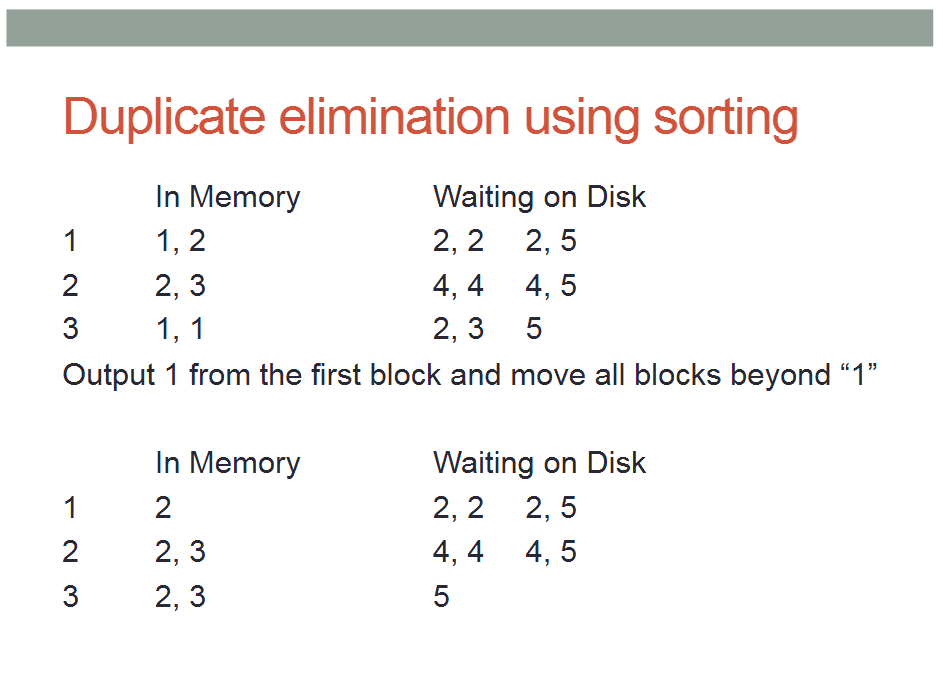 Duplicate elimination using sorting
In Memory Waiting on Disk
1 1, 2 2, 2 2, 5
2 2, 3 4, 4 4, 5
3 1, 1 2, 3 5
Output 1 from the first block and move all blocks beyond “1”
In Memory Waiting on Disk
1 2 2, 2 2, 5
2 2, 3 4, 4 4, 5
3 2, 3 5